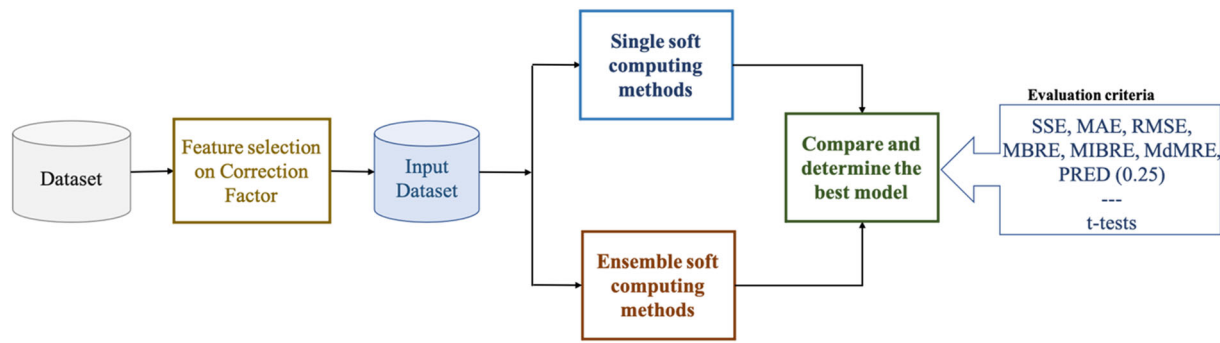 Dataset
Feature selection
on Correction
Factor
Input
Dataset
Single soft
computing
methods
Ensemble soft
computing
methods
Compare and
determine the
best model
Evaluation criteria
SSE, MAE, RMSE,
MBRE, MIBRE, MdMRE,
PRED (0.25)
---
t-tests